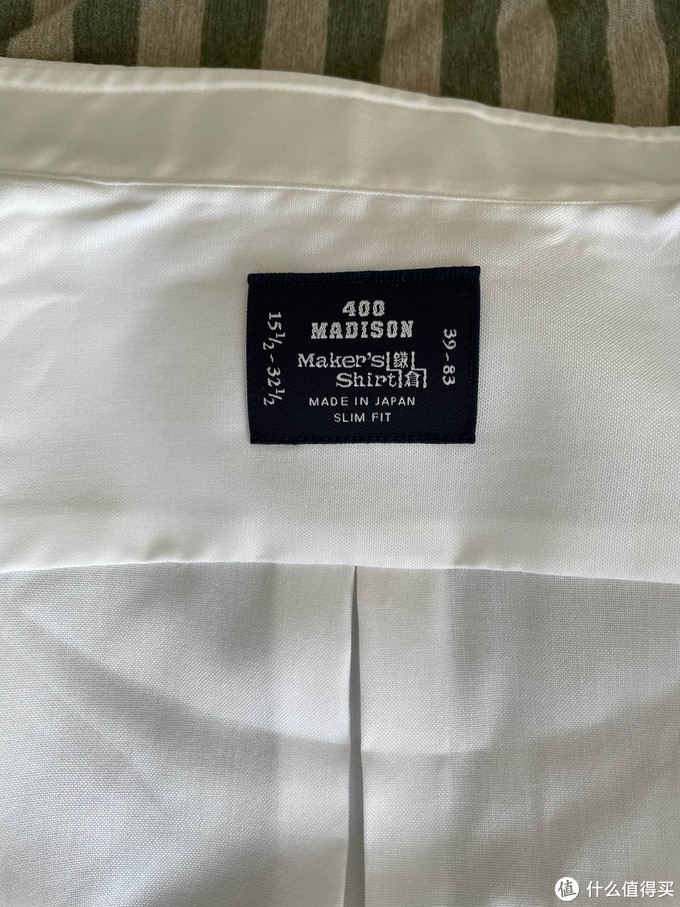 400
MADISON
Maker's 鎌
Shirt 倉
MADE IN JAPAN
SLIM FIT
15½-32½
39-83
值 什么值得买